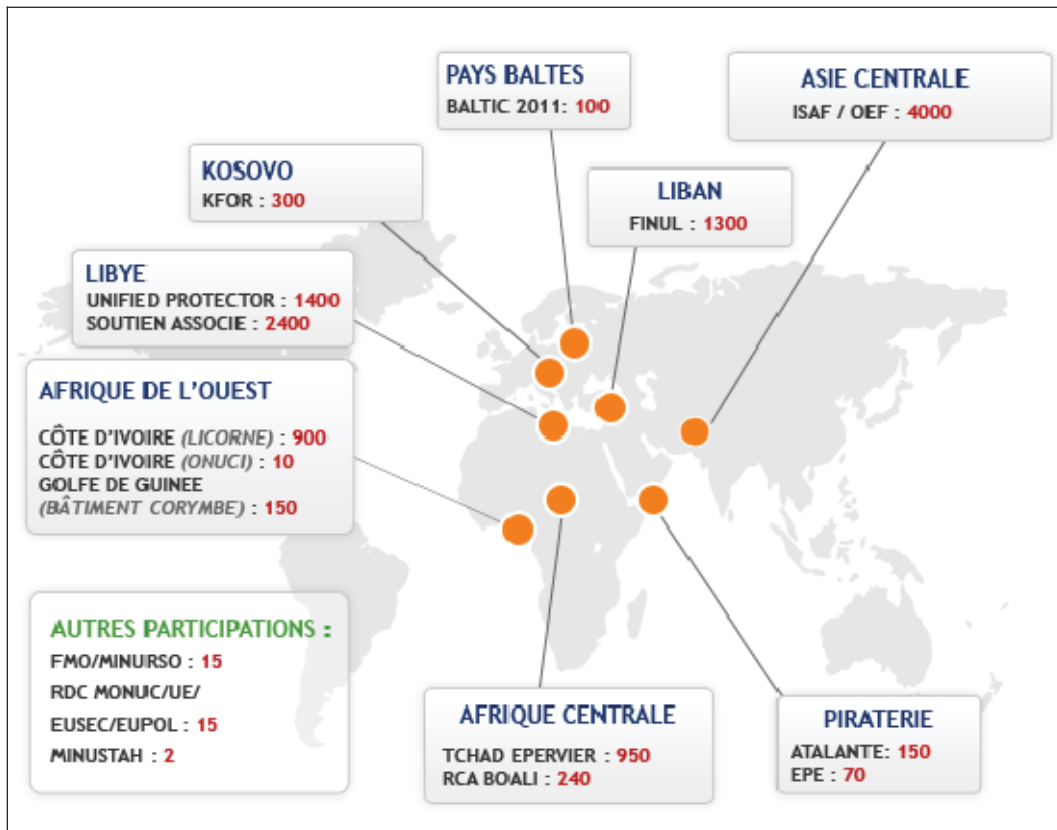 PAYS BALTES
BALTIC 2011: 100
ASIE CENTRALE
ISAF / OEF : 4000
KOSOVO
KFOR : 300
LIBAN
FINUL : 1300
LIBYE
UNIFIED PROTECTOR : 1400
SOUTIEN ASSOCIE : 2400
AFRIQUE DE L'OUEST
CÔTE D'IVOIRE (LICORNE) : 900
CÔTE D'IVOIRE (ONUCI) : 10
GOLFE DE GUINEE
(BÂTIMENT CORYMBE) : 150
AUTRES PARTICIPATIONS :
FMO/MINURSO : 15
RDC MONUC/UE/
EUSEC/EUPOL : 15
MINUSTAH : 2
AFRIQUE CENTRALE
TCHAD EPERVIER : 950
RCA BOALI : 240
PIRATERIE
ATALANTE: 150
EPE : 70